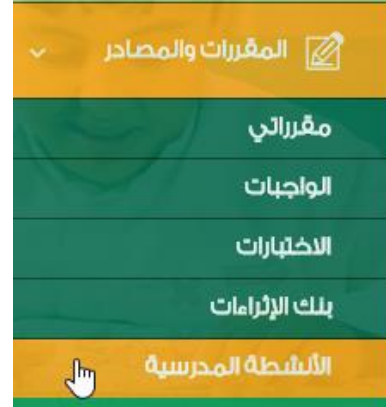 المقررات والمصادر
مقرراتي
الواجبات
الاختبارات
بنك الإثراءات
الأنشطة المدرسية